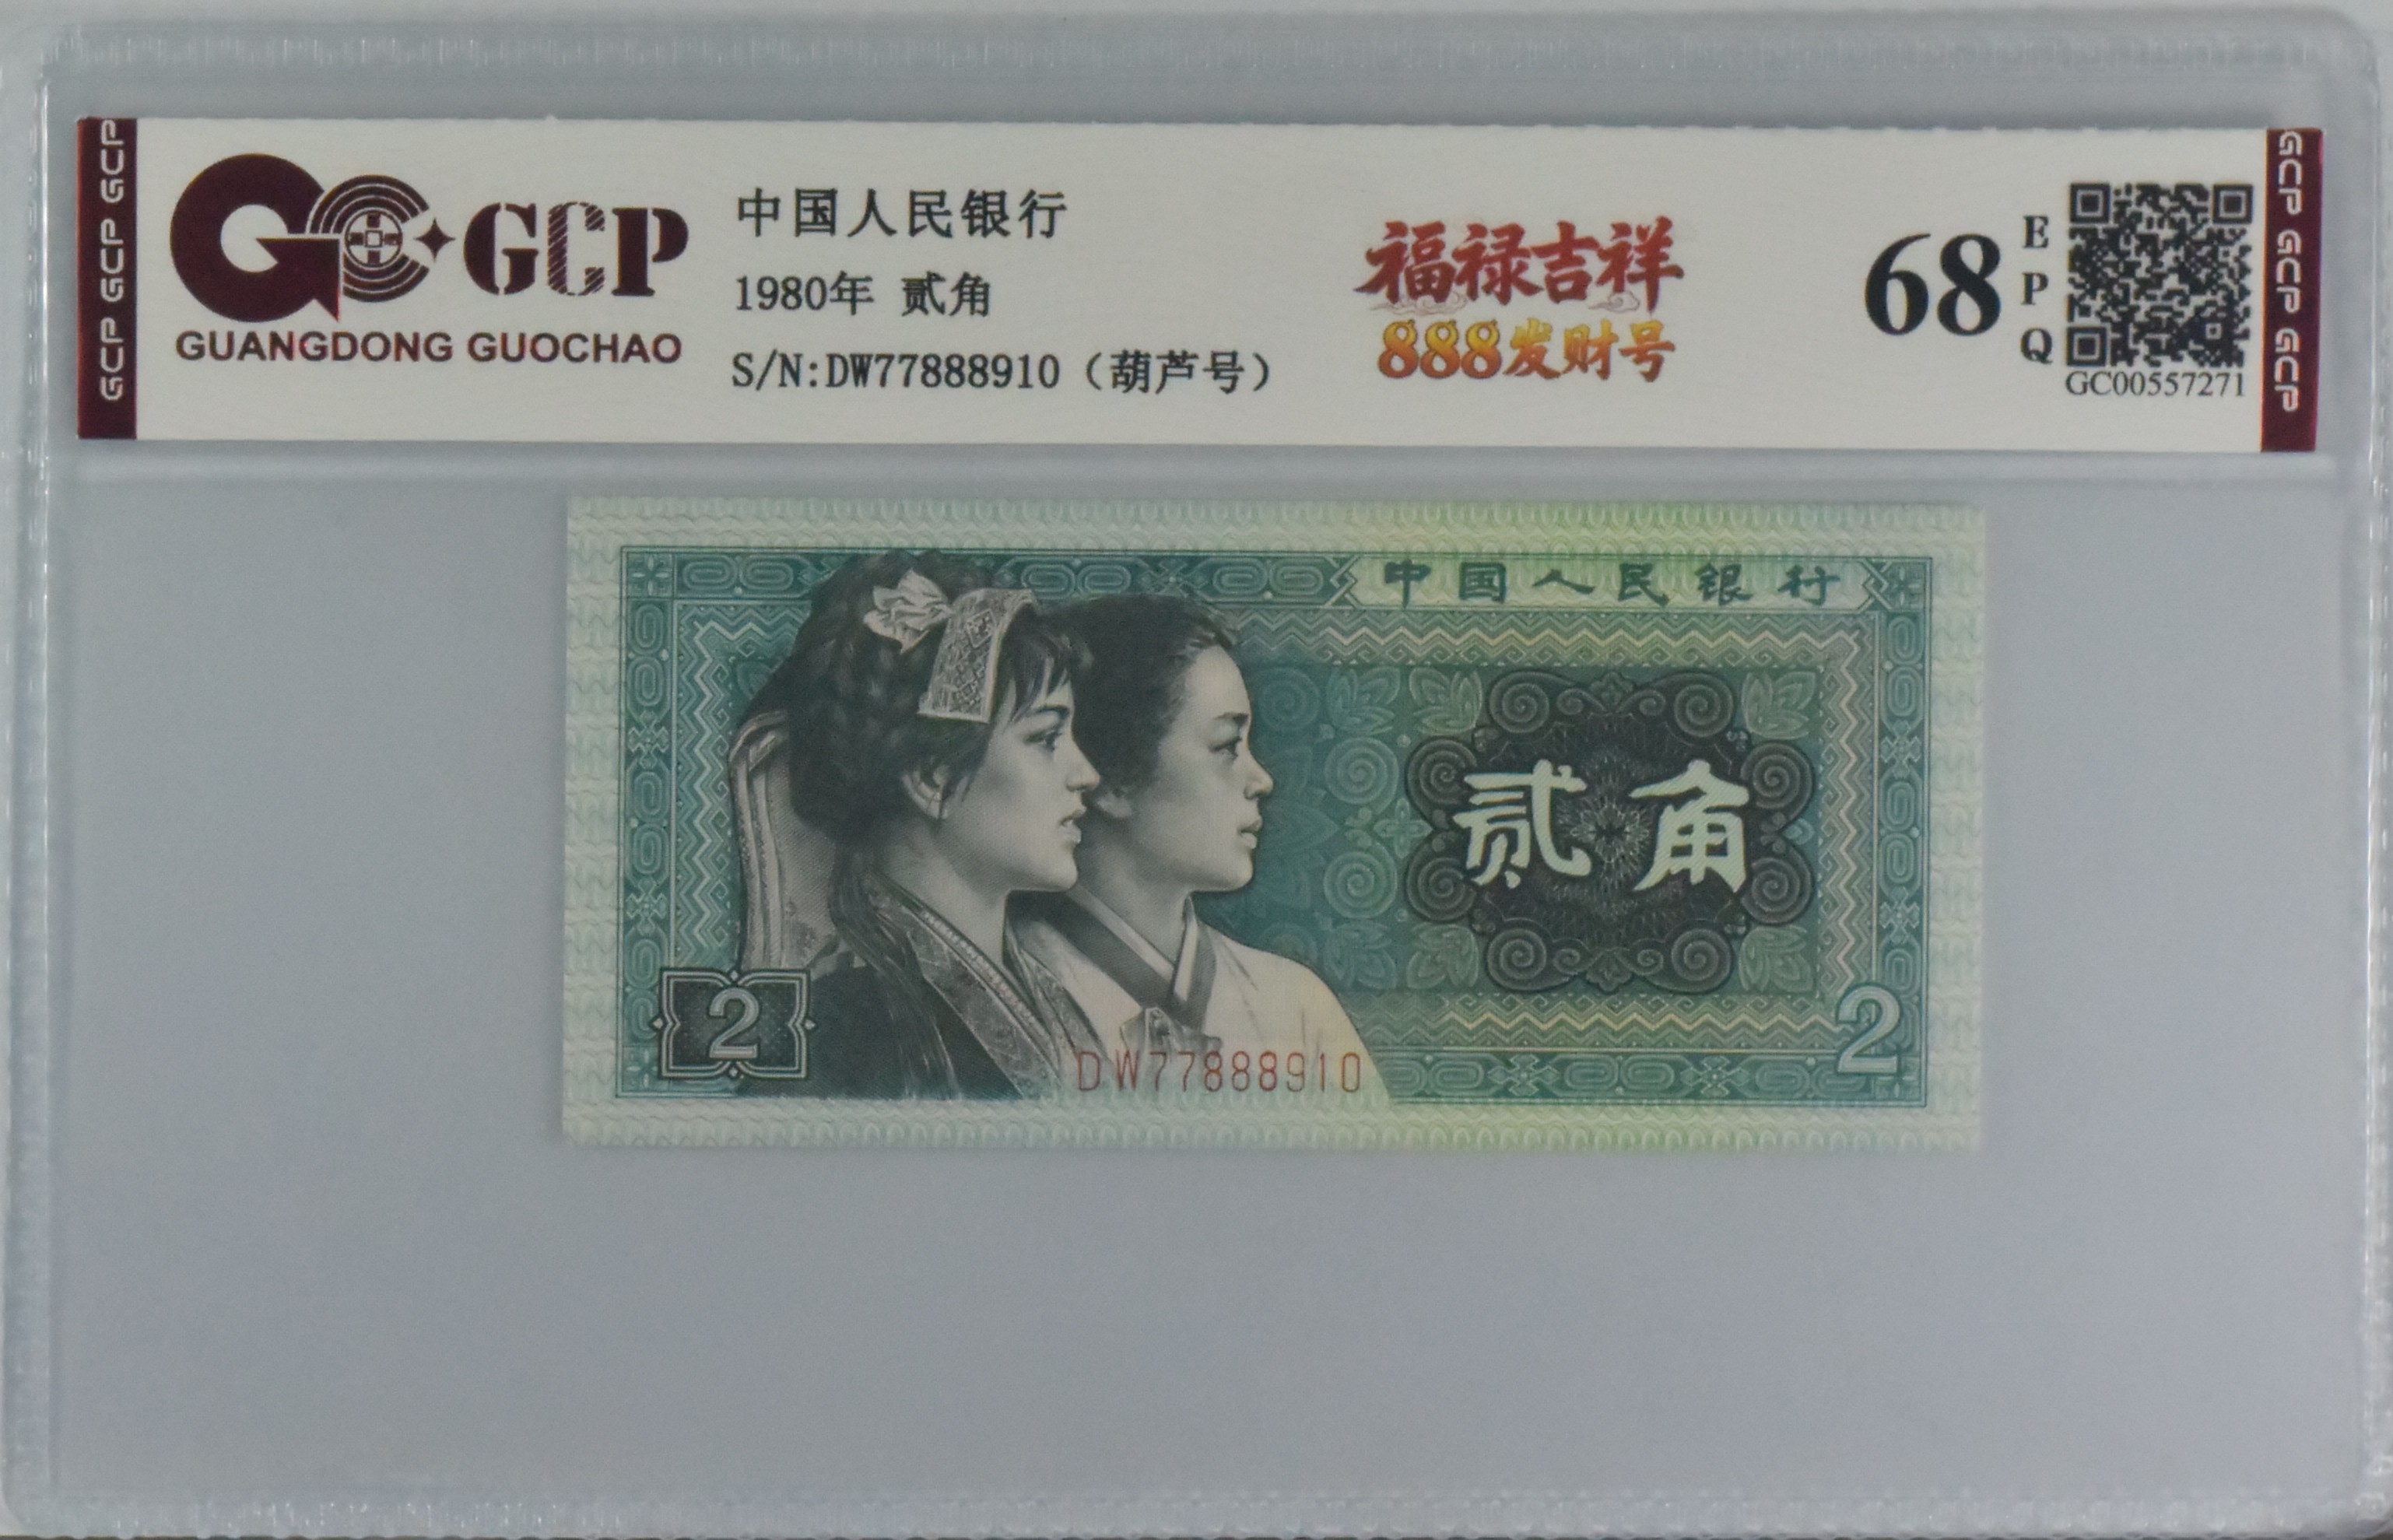 GCP GCP GCP
GCP
GUANGDONG GUOCHAO
中国人民银行
1980年 贰角
S/N:DW77888910（葫芦号）
福禄吉祥
888发财号
68
E
P
Q
GC00557271
GCP GCP GCP
中国人民银行
贰角
2
2
DW77888910